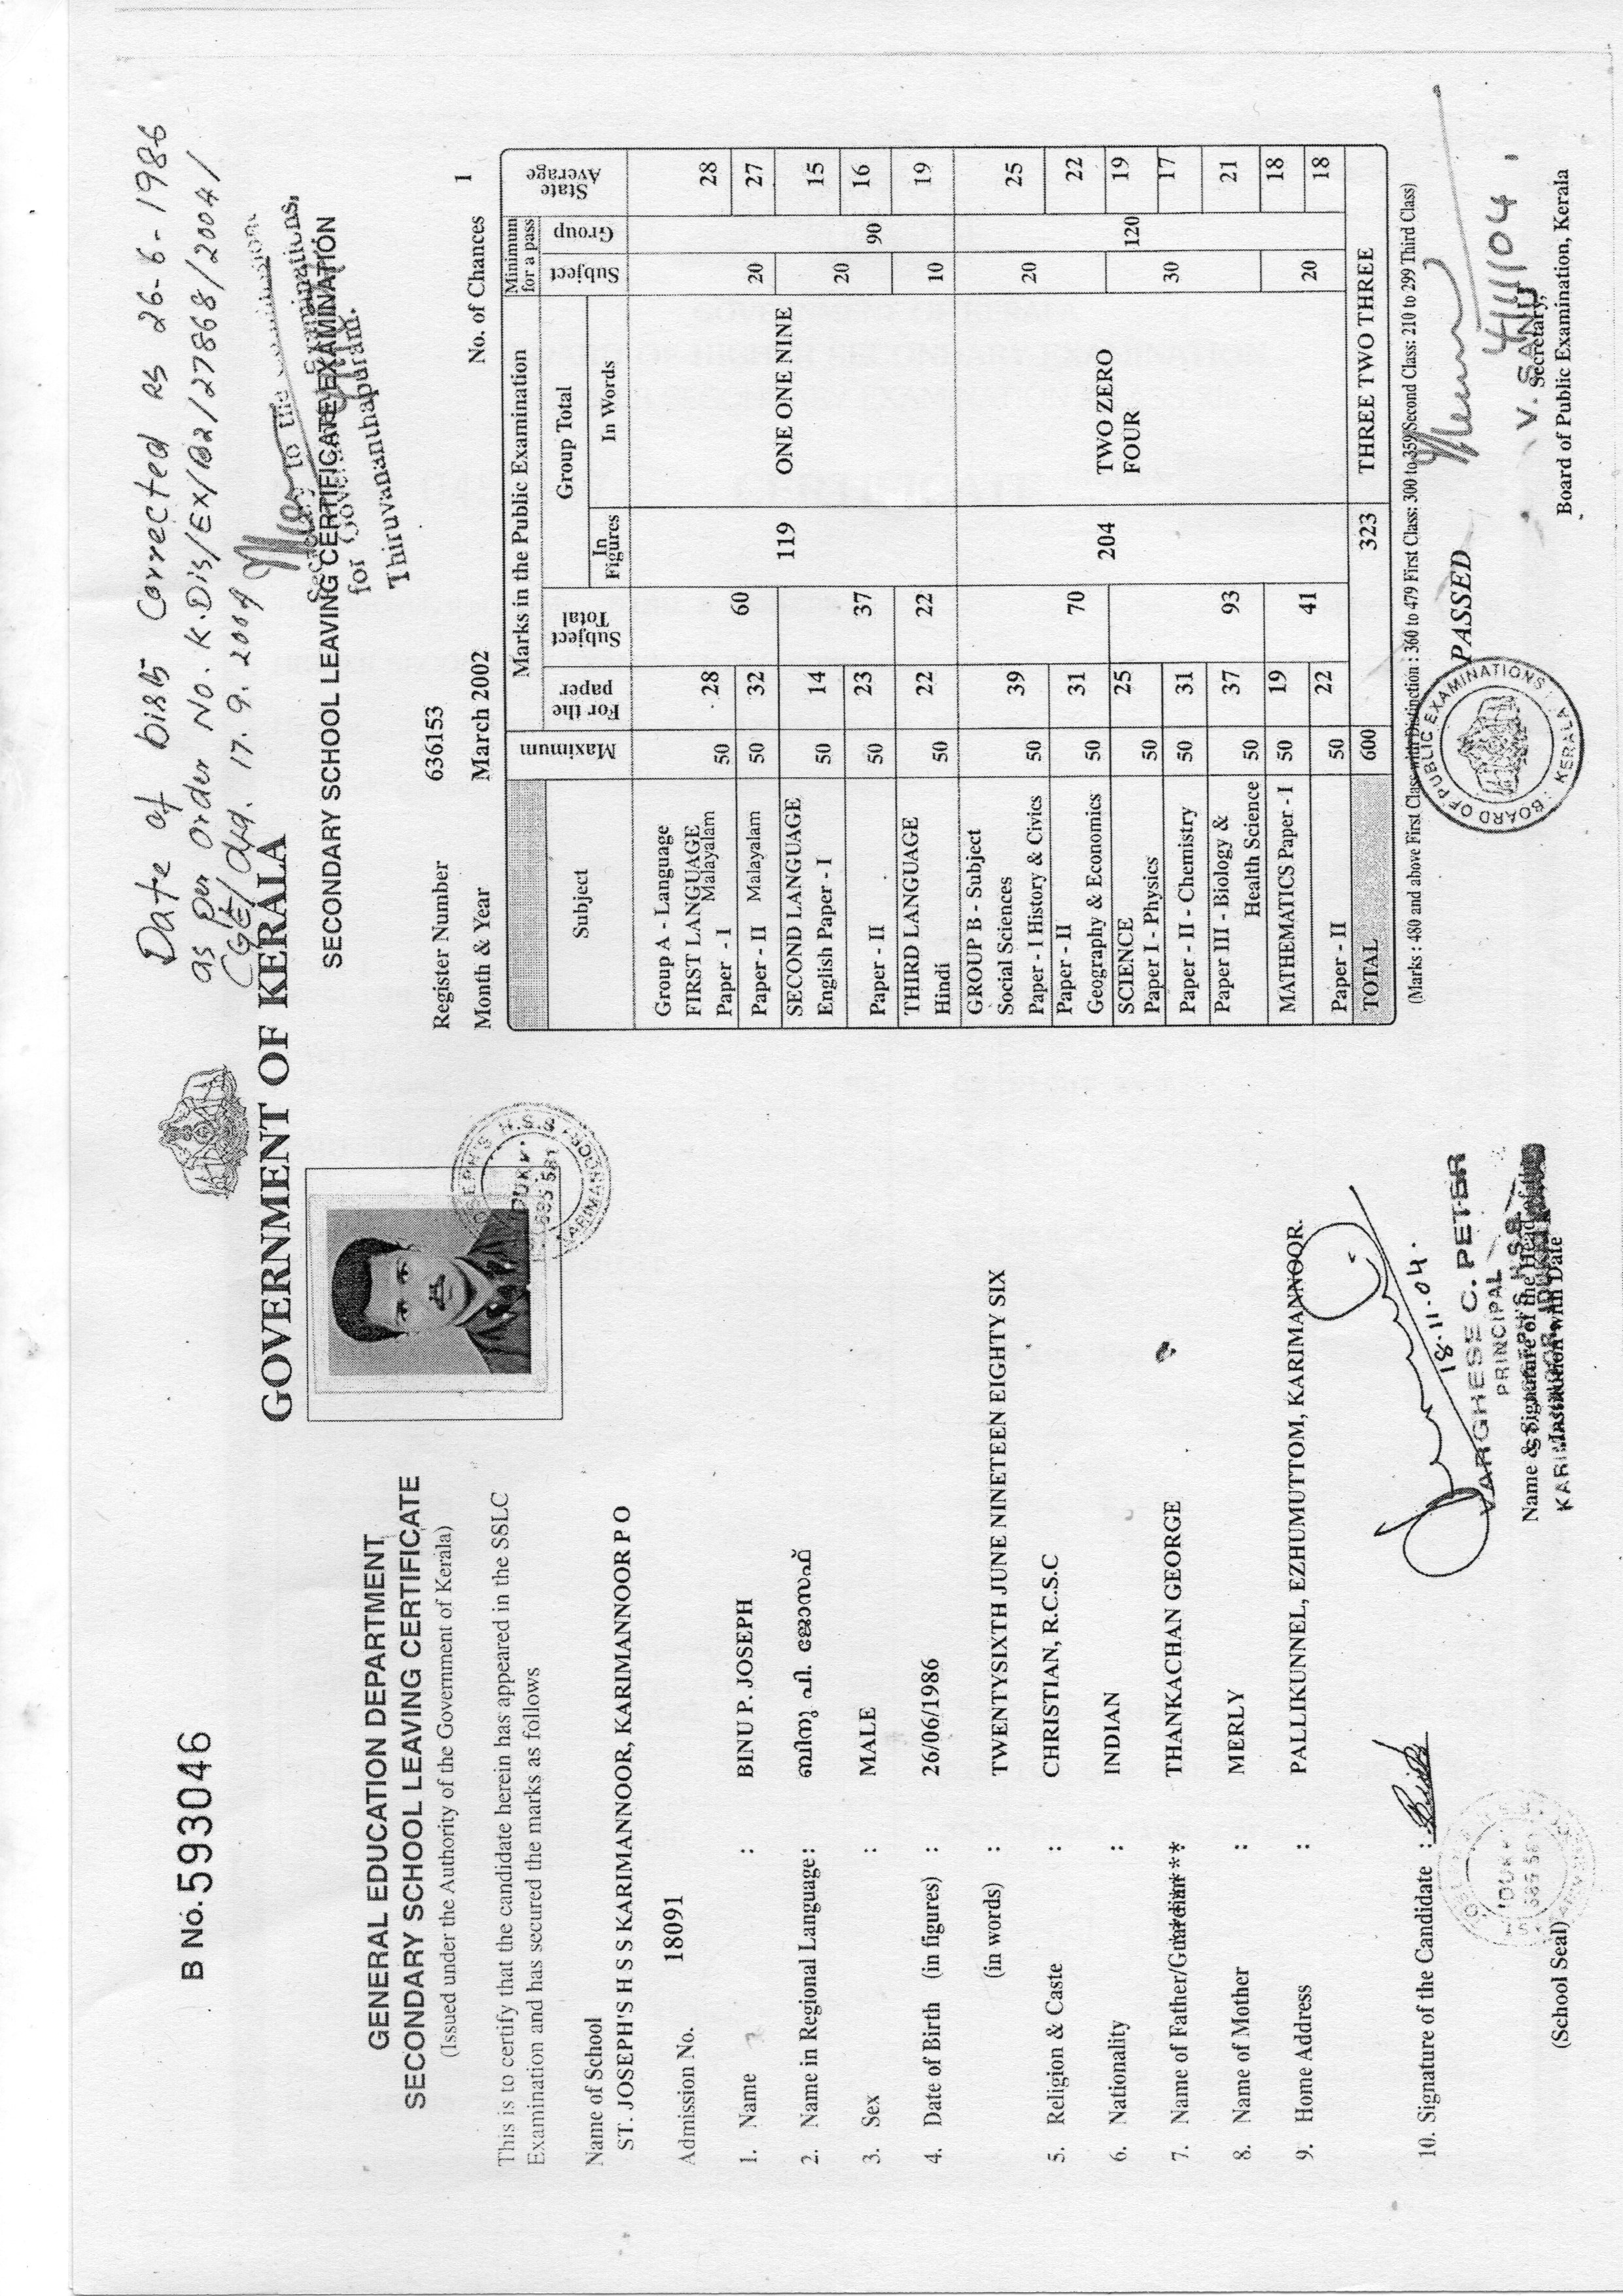 B No. 593046
GOVERNMENT OF KERALA
GENERAL EDUCATION DEPARTMENT
SECONDARY SCHOOL LEAVING CERTIFICATE
(Issued under the Authority of the Government of Kerala)
This is to certify that the candidate herein has appeared in the SSLC
Examination and has secured the marks as follows
Name of School
ST. JOSEPH'S H S S KARIMANNOOR, KARIMANNOOR P O
Admission No. 18091
1. Name : BINU P. JOSEPH
2. Name in Regional Language : ബിനു പി. ജോസഫ്
3. Sex : MALE
4. Date of Birth (in figures) : 26/06/1986
(in words) : TWENTYSIXTH JUNE NINETEEN EIGHTY SIX
5. Religion & Caste : CHRISTIAN, R.C.S.C
6. Nationality : INDIAN
7. Name of Father/Guardian*** : THANKACHAN GEORGE
8. Name of Mother : MERLY
9. Home Address : PALLIKUNNEL, EZHUMUTTOM, KARIMANNOOR.
10. Signature of the Candidate :
(School Seal)
18.11.04.
VARGHESE C. PETER
PRINCIPAL
Name & Signature of the Head of the
Institution with Date
Date of birth Corrected as 26-6-1986
as per Order No. K.Dis/Ex/B2/27868/2004/
CGE/ dtd. 17.9.2004
Secretary to the Commissioner
for Government Examinations,
Thiruvananthapuram.
SECONDARY SCHOOL LEAVING CERTIFICATE EXAMINATION
Register Number 636153
Month & Year March 2002 No. of Chances 1
Subject Maximum Marks in the Public Examination Minimum for a pass State Average
For the paper Subject Total Group Total Subject Group
In Figures In Words
Group A - Language
FIRST LANGUAGE
Paper - I Malayalam 50 28 28
Paper - II Malayalam 50 32 60 20 27
SECOND LANGUAGE
English Paper - I 50 14 119 ONE ONE NINE 15
Paper - II 50 23 37 20 90 16
THIRD LANGUAGE
Hindi 50 22 22 10 19
GROUP B - Subject
Social Sciences
Paper - I History & Civics 50 39 20 25
Paper - II
Geography & Economics 50 31 70 22
SCIENCE
Paper I - Physics 50 25 204 TWO ZERO FOUR 120 19
Paper - II - Chemistry 50 31 30 17
Paper III - Biology &
Health Science 50 37 93 21
MATHEMATICS Paper - I 50 19 18
Paper - II 50 22 41 20 18
TOTAL 600 323 THREE TWO THREE
(Marks : 480 and above First Class with Distinction : 360 to 479 First Class: 300 to 359 Second Class: 210 to 299 Third Class)
PASSED
BOARD OF PUBLIC EXAMINATIONS KERALA
4/11/04
V. SANU
Secretary,
Board of Public Examination, Kerala